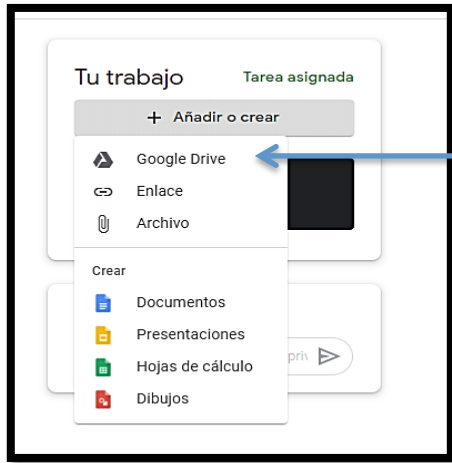 Tu trabajo Tarea asignada
+ Añadir o crear
Google Drive
Enlace
Archivo
Crear
Documentos
Presentaciones
Hojas de cálculo
Dibujos